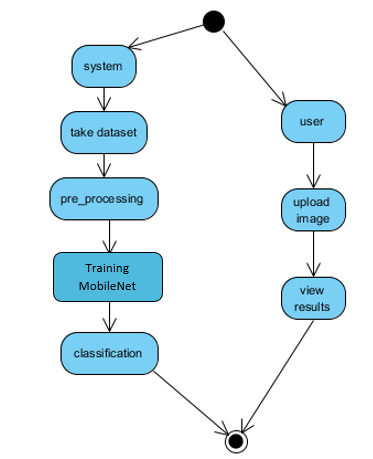 system
take dataset
pre_processing
Training
MobileNet
classification
user
upload
image
view
results